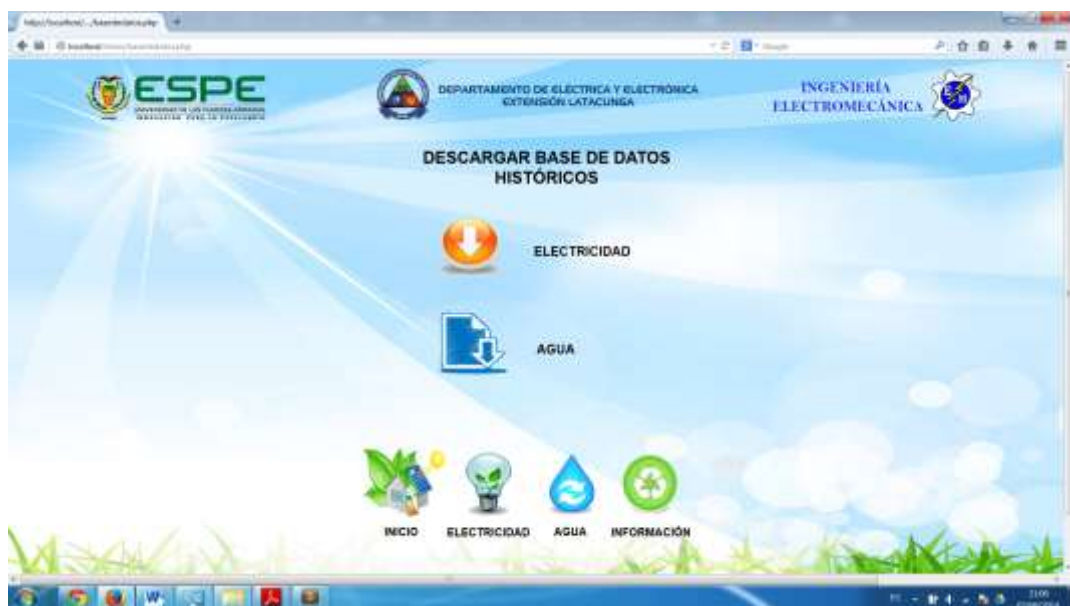 ESPE
DEPARTAMENTO DE ELÉCTRICA Y ELECTRÓNICA
EXTENSIÓN LATACUNGA
INGENIERÍA
ELECTROMECÁNICA
DESCARGAR BASE DE DATOS
HISTÓRICOS
ELECTRICIDAD
AGUA
INICIO
ELECTRICIDAD
AGUA
INFORMACIÓN